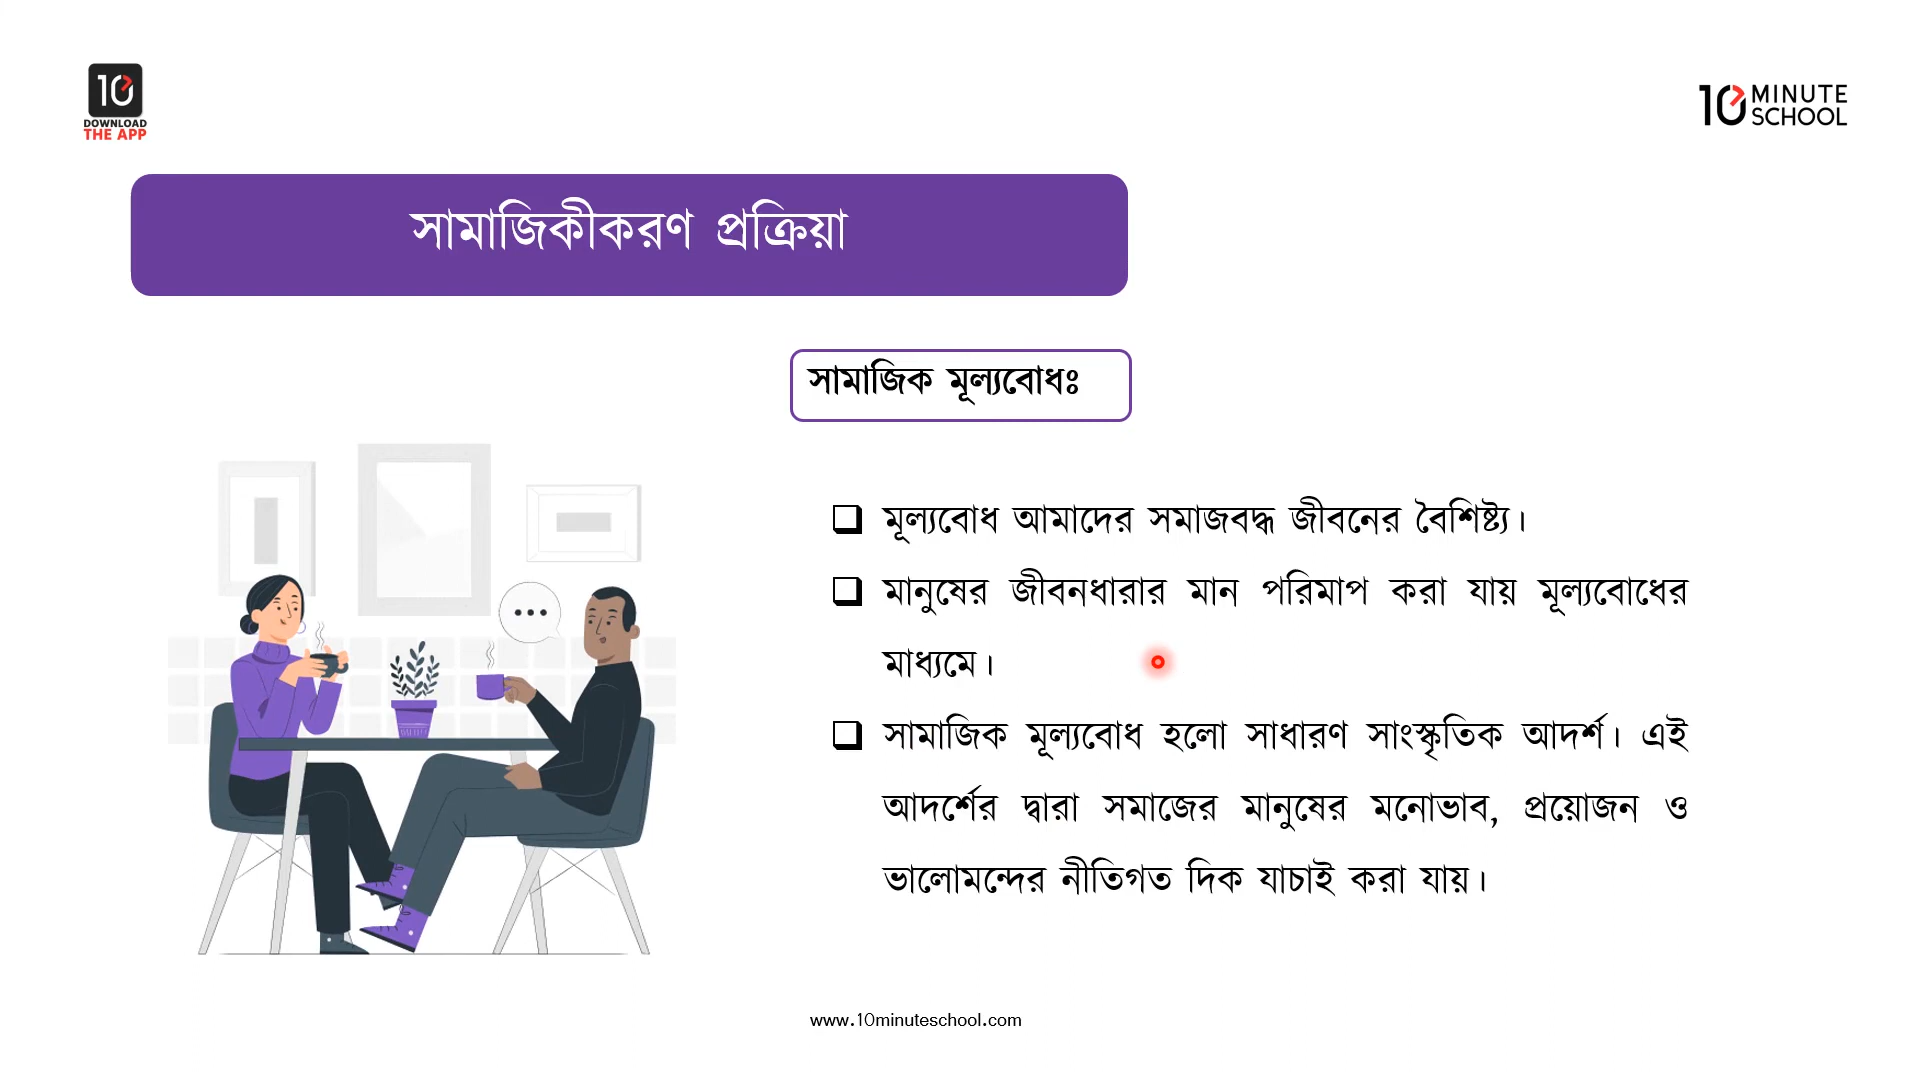 10
DOWNLOAD
THE APP
10 MINUTE
SCHOOL
সামাজিকীকরণ প্রক্রিয়া
সামাজিক মূল্যবোধঃ
মূল্যবোধ আমাদের সমাজবদ্ধ জীবনের বৈশিষ্ট্য।
মানুষের জীবনধারার মান পরিমাপ করা যায় মূল্যবোধের
মাধ্যমে।
সামাজিক মূল্যবোধ হলো সাধারণ সাংস্কৃতিক আদর্শ। এই
আদর্শের দ্বারা সমাজের মানুষের মনোভাব, প্রয়োজন ও
ভালোমন্দের নীতিগত দিক যাচাই করা যায়।
www.10minuteschool.com